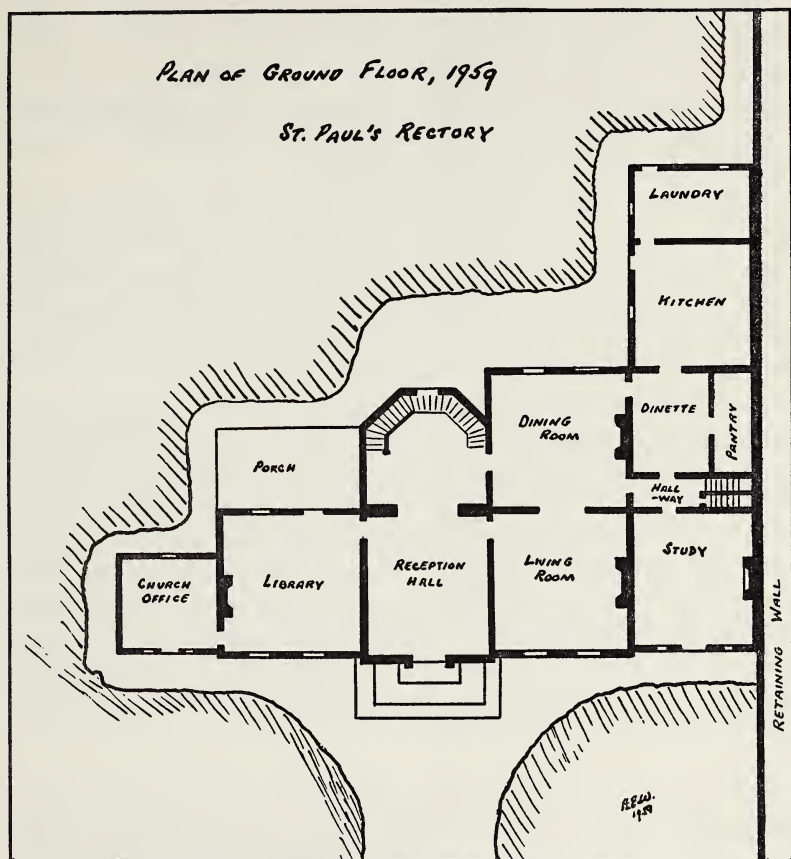 PLAN OF GROUND FLOOR, 1959
ST. PAUL'S RECTORY
LAUNDRY
KITCHEN
DINING
ROOM
DINETTE
PANTRY
PORCH
HALL
-WAY
CHURCH
OFFICE
LIBRARY
RECEPTION
HALL
LIVING
ROOM
STUDY
RETAINING WALL
1959